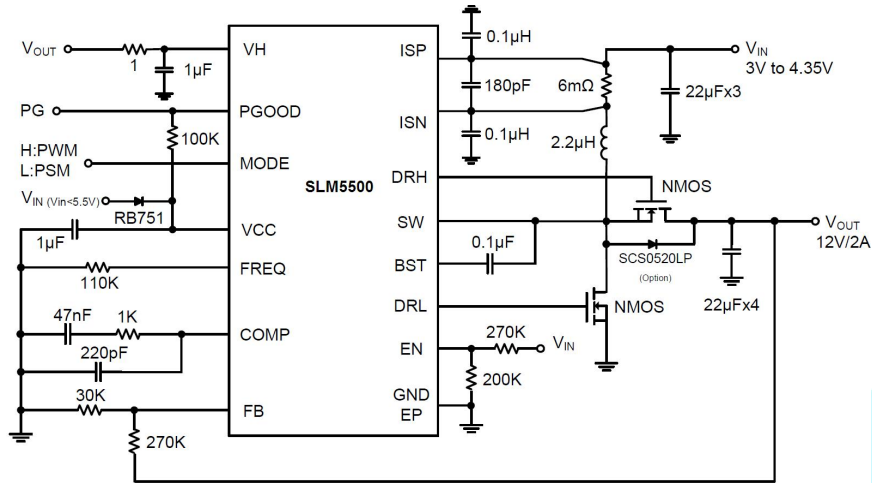 VOUT
1
1μF
VH
PG
PGOOD
100K
H:PWM
L:PSM
MODE
VIN (Vin<5.5V)
RB751
1μF
VCC
FREQ
110K
47nF
1K
COMP
220pF
30K
FB
270K
SLM5500
ISP
0.1μH
180pF
ISN
0.1μH
6mΩ
2.2μH
VIN
3V to 4.35V
22μFx3
DRH
NMOS
SW
0.1μF
BST
SCS0520LP
(Option)
VOUT
12V/2A
22μFx4
DRL
NMOS
EN
270K
VIN
200K
GND
EP